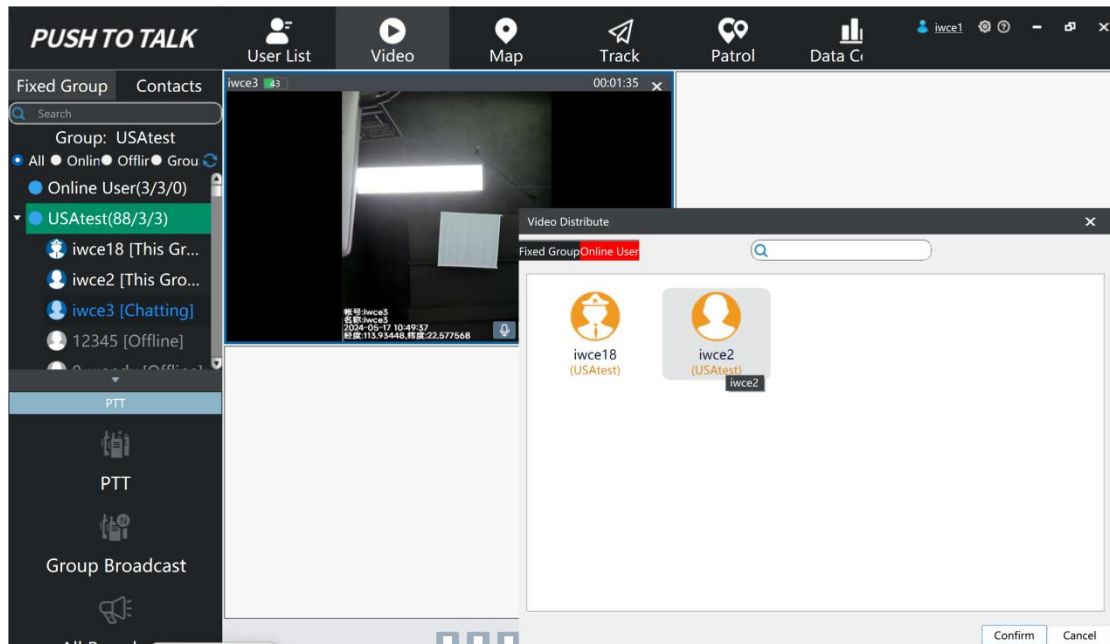 PUSH TO TALK
User List
Video
Map
Track
Patrol
Data
iwce1
Fixed Group
Contacts
Search
Group: USAtest
All
Onlin
Offlir
Grou
Online User(3/3/0)
USAtest(88/3/3)
iwce18 [This Gr...
iwce2 [This Gro...
iwce3 [Chatting]
12345 [Offline]
PTT
PTT
Group Broadcast
iwce3
43
00:01:35
帐号:iwce3
名称:iwce3
2024-05-17 10:49:37
经度:113.93448,纬度:22.577568
Video Distribute
Fixed Group
Online User
iwce18
(USAtest)
iwce2
(USAtest)
iwce2
Confirm
Cancel